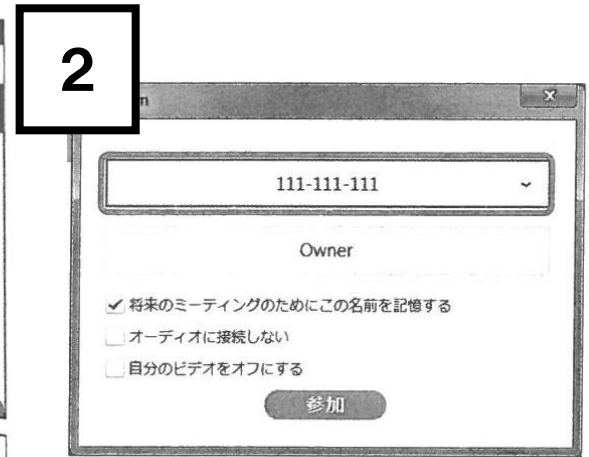 2
111-111-111
Owner
将来のミーティングのためにこの名前を記憶する
オーディオに接続しない
自分のビデオをオフにする
参加